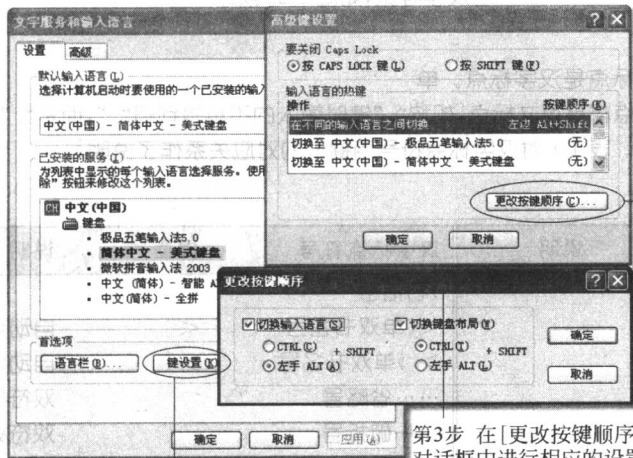 文字服务和输入语言
设置 高级
默认输入语言(L)
选择计算机启动时要使用的一个已安装的输入
中文(中国) - 简体中文 - 美式键盘
已安装的服务(T)
为列表中显示的每个输入语言选择服务。使用
除"按钮来修改这个列表。
CH 中文(中国)
键盘
• 极品五笔输入法5.0
• 简体中文 - 美式键盘
• 微软拼音输入法 2003
• 中文 (简体) - 智能 A
• 中文(简体) - 全拼
首选项
语言栏(B)... 键设置(K)
确定 取消 应用(A)
高级键设置
要关闭 Caps Lock
按 CAPS LOCK 键(L) 按 SHIFT 键(F)
输入语言的热键
操作 按键顺序(K)
在不同的输入语言之间切换 左边 Alt+Shift
切换至 中文(中国) - 极品五笔输入法5.0 (无)
切换至 中文(中国) - 简体中文 - 美式键盘 (无)
更改按键顺序(C)...
确定 取消
更改按键顺序
切换输入语言(S) 切换键盘布局(W)
CTRL(C) + SHIFT CTRL(T) + SHIFT
左手 ALT(A) 左手 ALT(L)
确定
取消
第3步 在[更改按键顺序
对话框中进行相应的设置